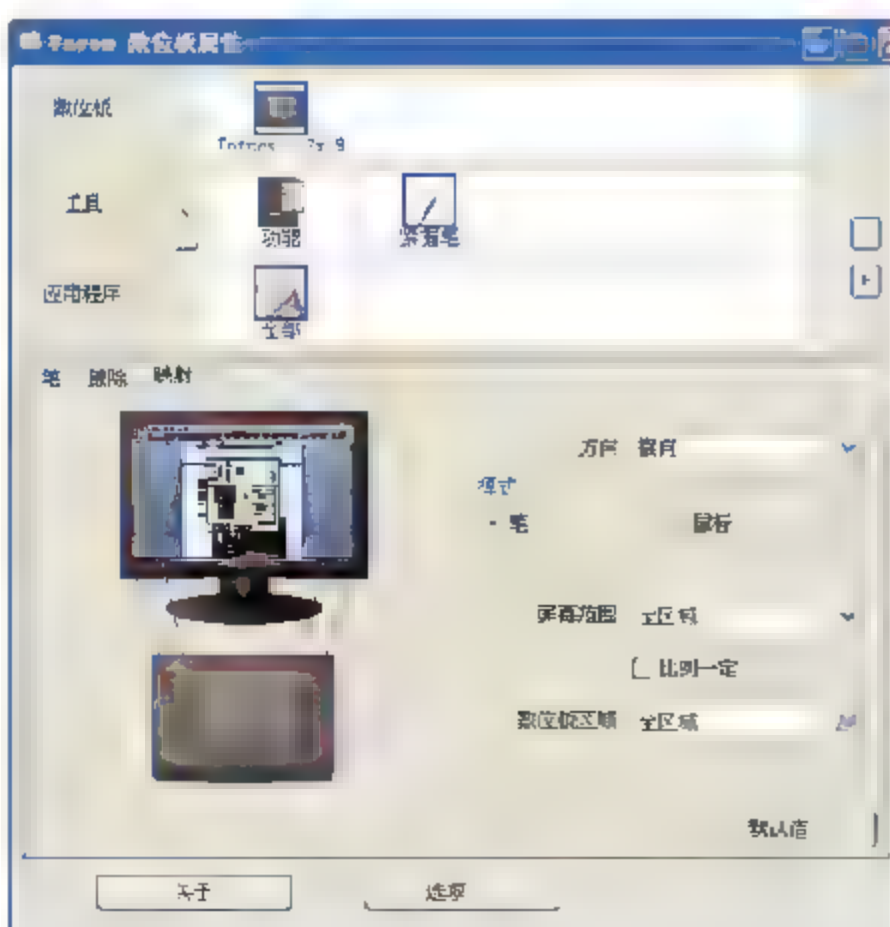 数位板属性
数位板
工具
功能
应用程序
全部
笔 擦除 映射
方向 横向
模式
笔 鼠标
屏幕范围 全区域
比例一定
数位板区域 全区域
默认值
关于 选项